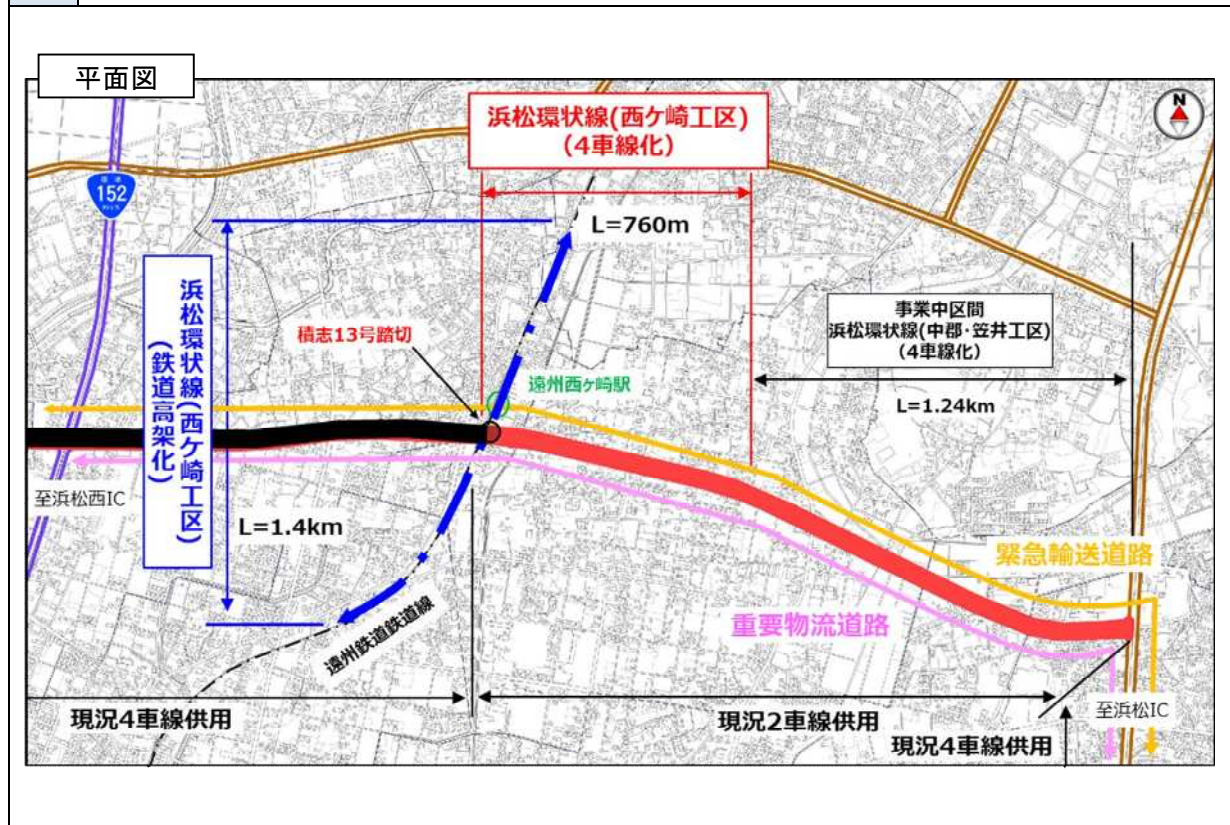 平面図
N
浜松環状線(西ケ崎工区)
(4車線化)
152
L=760m
浜松環状線(西ケ崎工区)
(鉄道高架化)
事業中区間
浜松環状線(中郡・笠井工区)
(4車線化)
積志13号踏切
遠州西ケ崎駅
L=1.24km
至浜松西IC
L=1.4km
緊急輸送道路
重要物流道路
遠州鉄道鉄道線
現況4車線供用
現況2車線供用
至浜松IC
現況4車線供用